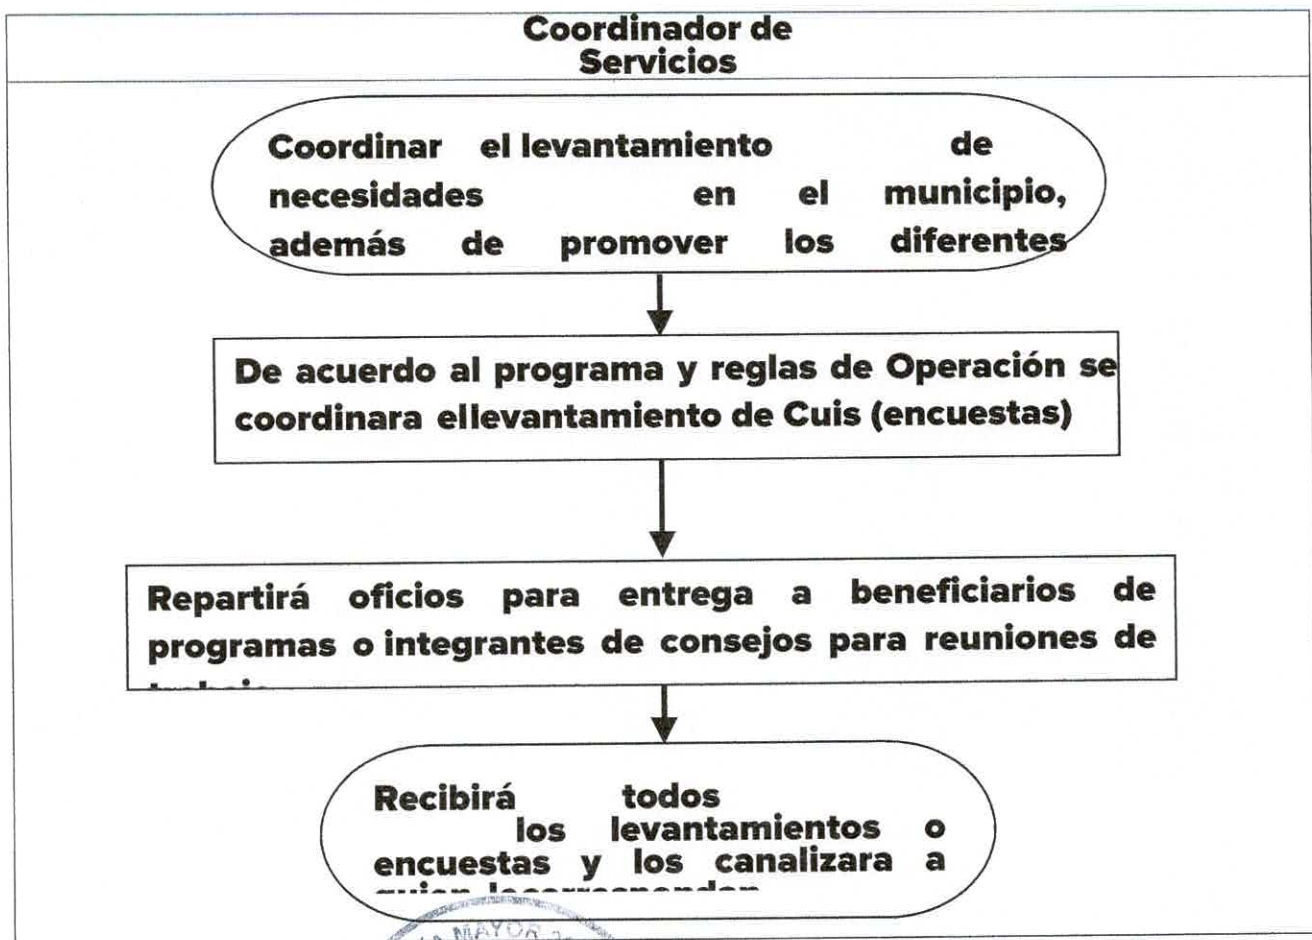 Coordinador de
Servicios
Coordinar el levantamiento de
necesidades en el municipio,
además de promover los diferentes
De acuerdo al programa y reglas de Operación se
coordinara ellevantamiento de Cuis (encuestas)
Repartirá oficios para entrega a beneficiarios de
programas o integrantes de consejos para reuniones de
Recibirá todos
los levantamientos o
encuestas y los canalizara a
MAYOR